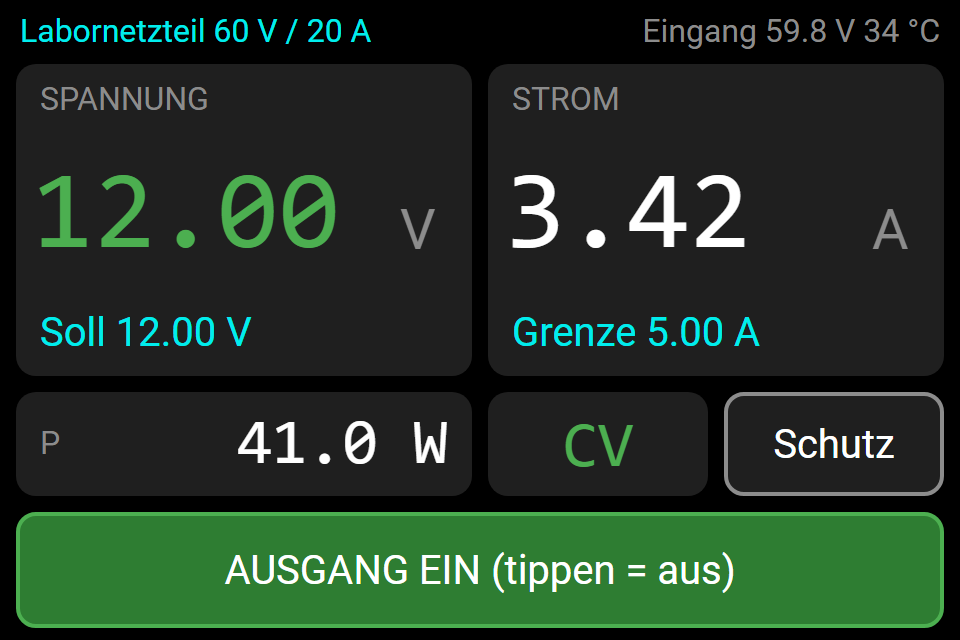 Labornetzteil 60 V / 20 A
Eingang 59.8 V 34 °C
SPANNUNG
12.00 V
Soll 12.00 V
STROM
3.42 A
Grenze 5.00 A
P 41.0 W
CV
Schutz
AUSGANG EIN (tippen = aus)